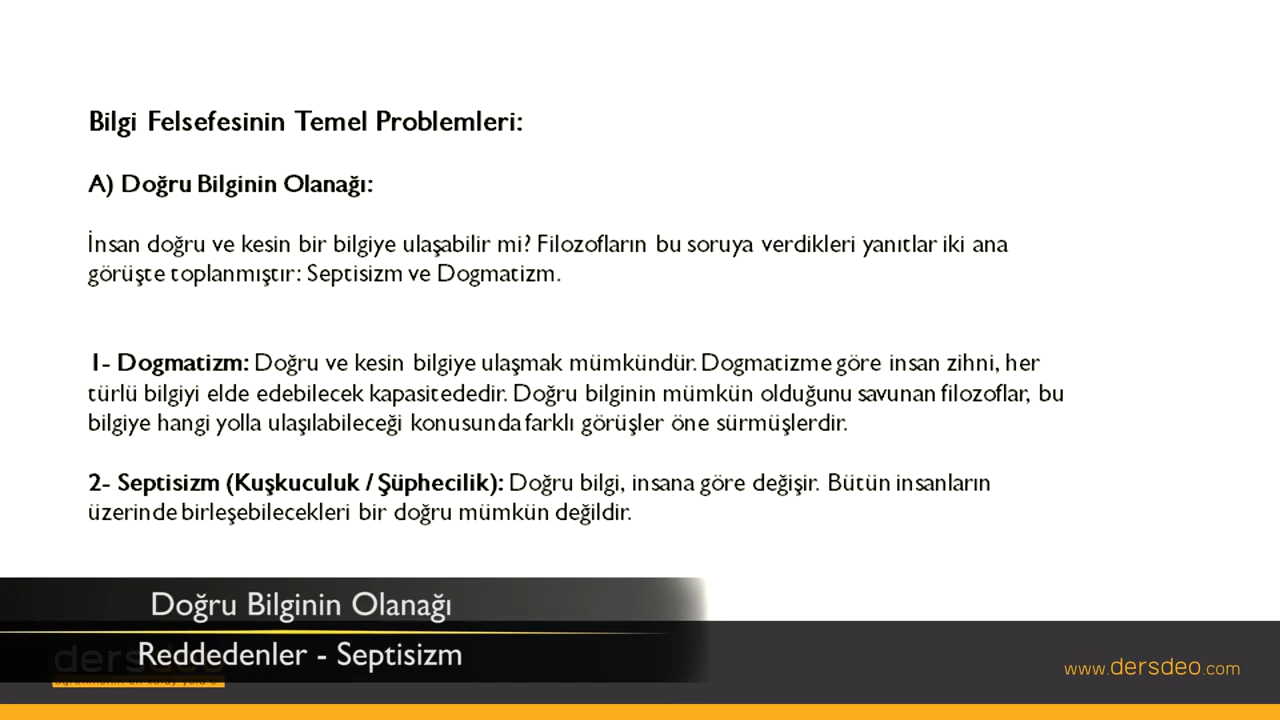 Bilgi Felsefesinin Temel Problemleri:
A) Doğru Bilginin Olanağı:
İnsan doğru ve kesin bir bilgiye ulaşabilir mi? Filozofların bu soruya verdikleri yanıtlar iki ana
görüşte toplanmıştır: Septisizm ve Dogmatizm.
1- Dogmatizm: Doğru ve kesin bilgiye ulaşmak mümkündür. Dogmatizme göre insan zihni, her
türlü bilgiyi elde edebilecek kapasitededir. Doğru bilginin mümkün olduğunu savunan filozoflar, bu
bilgiye hangi yolla ulaşılabileceği konusunda farklı görüşler öne sürmüşlerdir.
2- Septisizm (Kuşkuculuk / Şüphecilik): Doğru bilgi, insana göre değişir. Bütün insanların
üzerinde birleşebilecekleri bir doğru mümkün değildir.
Doğru Bilginin Olanağı
Reddedenler - Septisizm
dersdeo
www.dersdeo.com